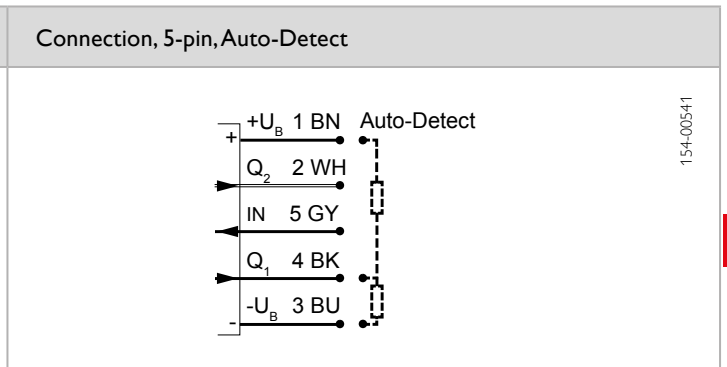 Connection, 5-pin, Auto-Detect
+U_B 1 BN Auto-Detect
+
Q_2 2 WH
IN 5 GY
Q_1 4 BK
-U_B 3 BU
-
154-00541